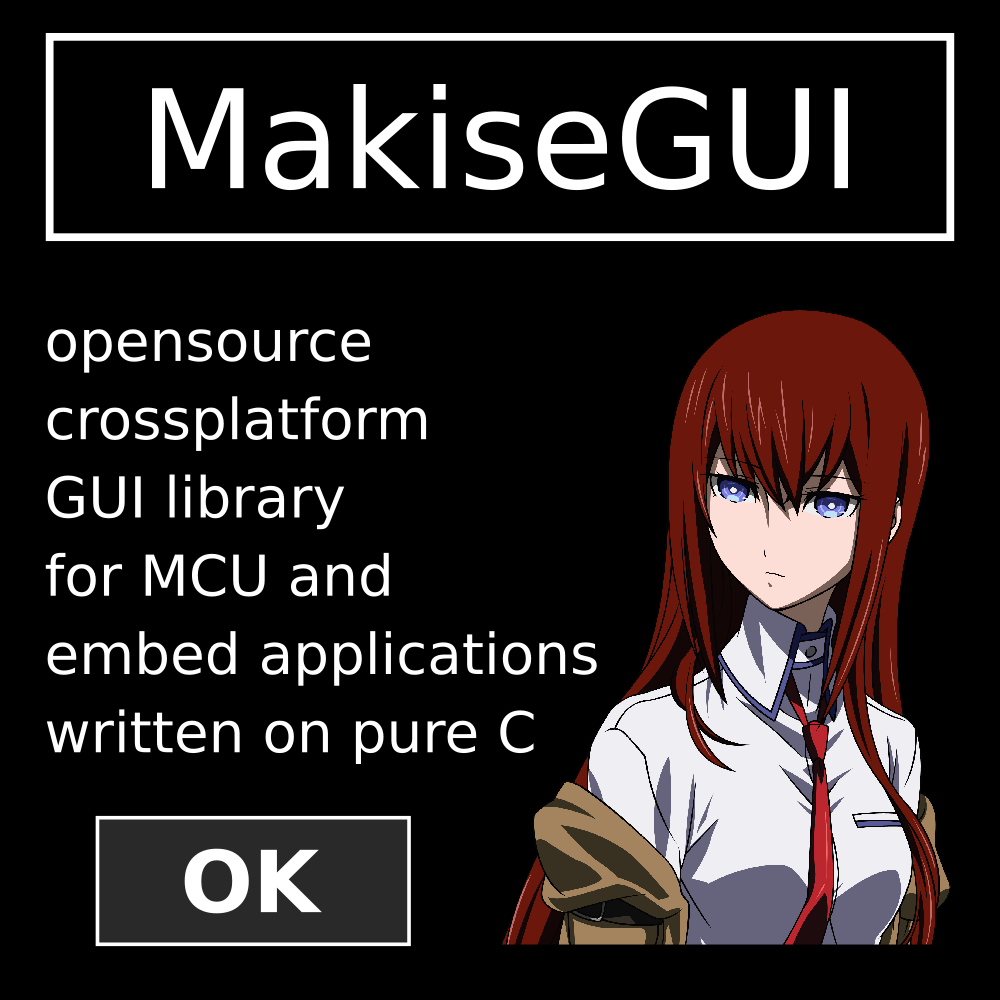 MakiseGUI
opensource
crossplatform
GUI library
for MCU and
embed applications
written on pure C
OK